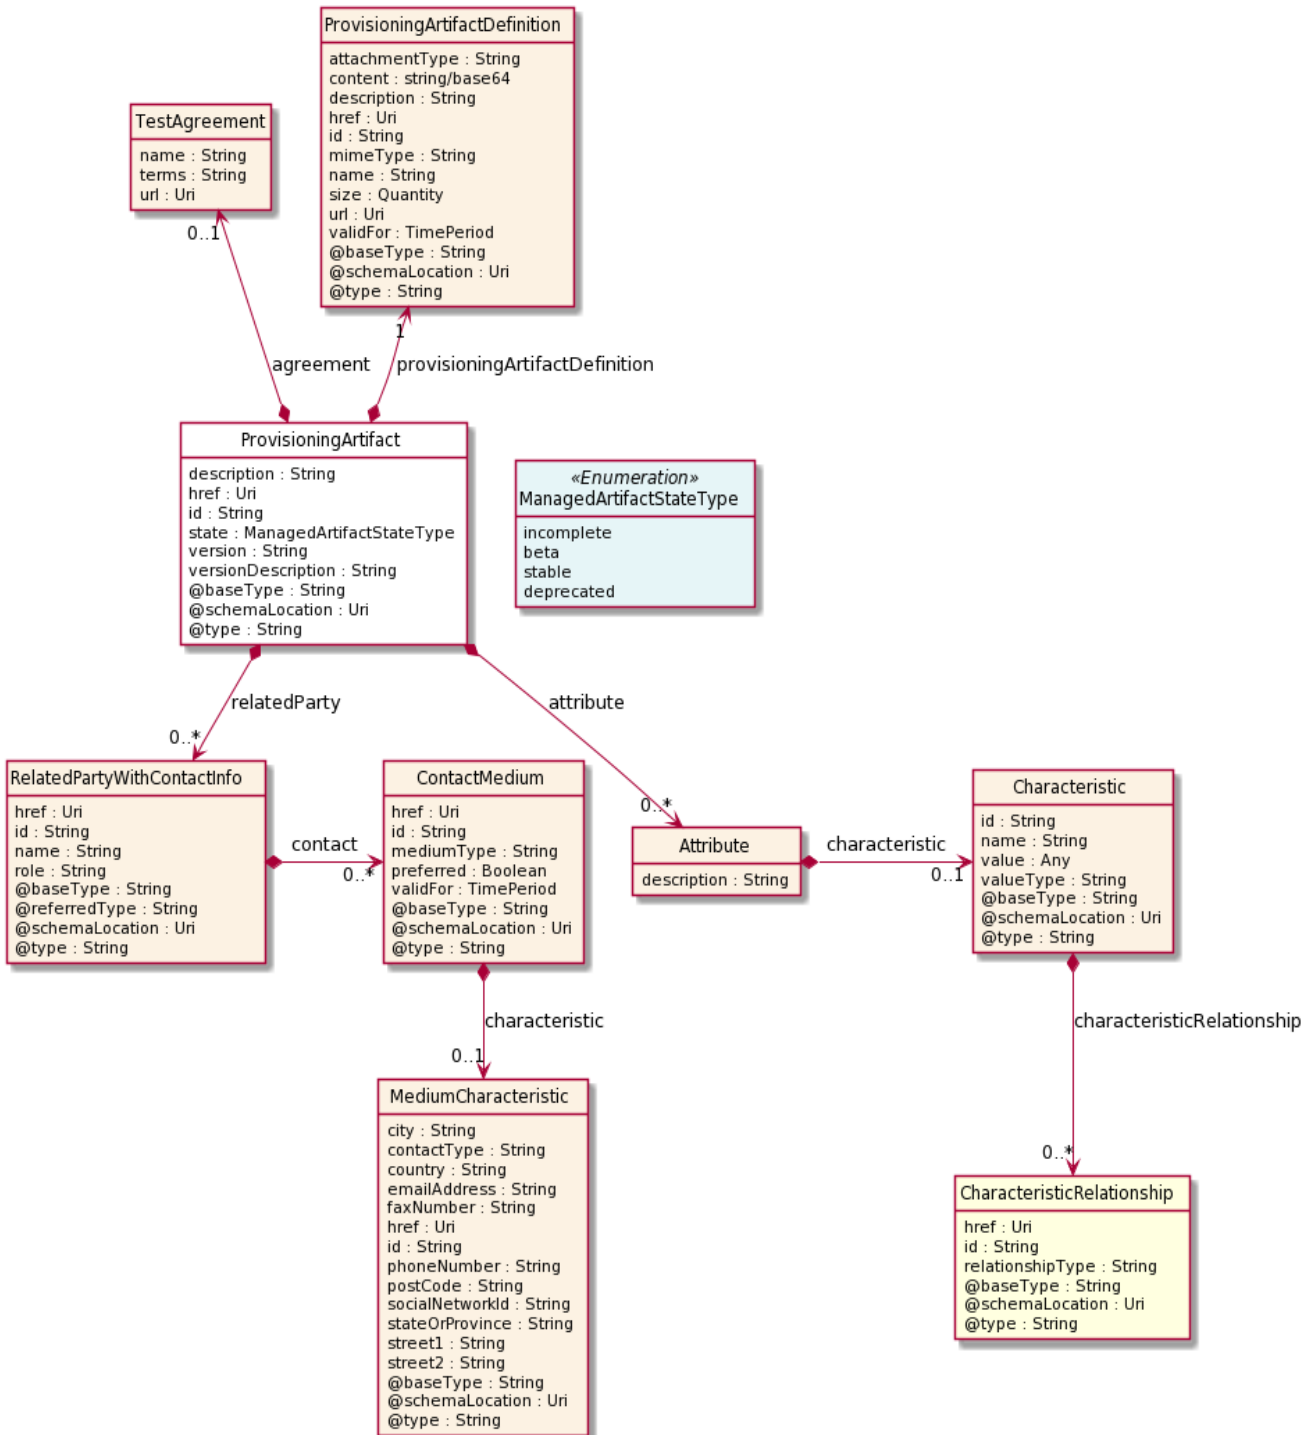 ProvisioningArtifactDefinition
attachmentType : String
content : string/base64
description : String
href : Uri
id : String
mimeType : String
name : String
size : Quantity
url : Uri
validFor : TimePeriod
@baseType : String
@schemaLocation : Uri
@type : String
TestAgreement
name : String
terms : String
url : Uri
0..1
1
agreement
provisioningArtifactDefinition
ProvisioningArtifact
description : String
href : Uri
id : String
state : ManagedArtifactStateType
version : String
versionDescription : String
@baseType : String
@schemaLocation : Uri
@type : String
«Enumeration»
ManagedArtifactStateType
incomplete
beta
stable
deprecated
relatedParty
attribute
0..*
0..*
RelatedPartyWithContactInfo
href : Uri
id : String
name : String
role : String
@baseType : String
@referredType : String
@schemaLocation : Uri
@type : String
contact
0..*
ContactMedium
href : Uri
id : String
mediumType : String
preferred : Boolean
validFor : TimePeriod
@baseType : String
@schemaLocation : Uri
@type : String
Attribute
description : String
characteristic
0..1
Characteristic
id : String
name : String
value : Any
valueType : String
@baseType : String
@schemaLocation : Uri
@type : String
characteristic
0..1
characteristicRelationship
0..*
MediumCharacteristic
city : String
contactType : String
country : String
emailAddress : String
faxNumber : String
href : Uri
id : String
phoneNumber : String
postCode : String
socialNetworkId : String
stateOrProvince : String
street1 : String
street2 : String
@baseType : String
@schemaLocation : Uri
@type : String
CharacteristicRelationship
href : Uri
id : String
relationshipType : String
@baseType : String
@schemaLocation : Uri
@type : String